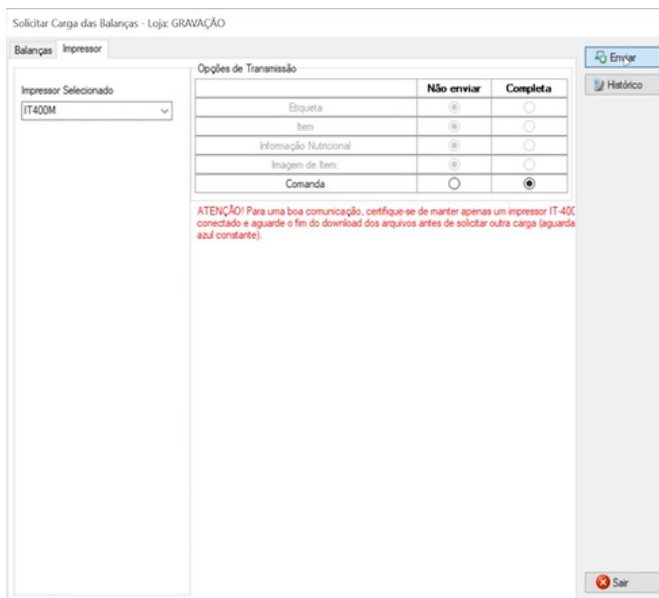 Solicitar Carga das Balanças - Loja: GRAVAÇÃO
Balanças Impressor
Enviar
Histórico
Impressor Selecionado
IT400M
Opções de Transmissão
Não enviar Completa
Etiqueta
Item
Informação Nutricional
Imagem de Item:
Comanda
ATENÇÃO! Para uma boa comunicação, certifique-se de manter apenas um impressor IT-400
conectado e aguarde o fim do download dos arquivos antes de solicitar outra carga (aguarda
azul constante).
Sair